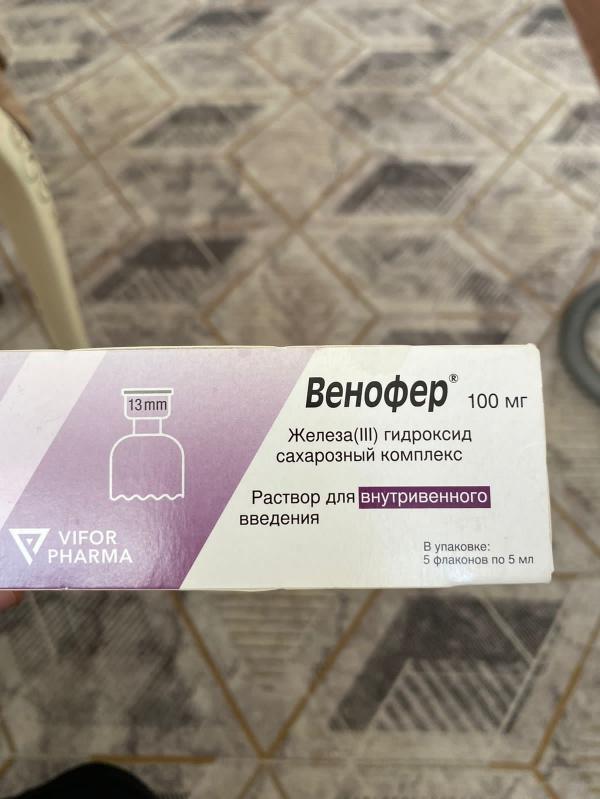 13mm
Венофер® 100 мг
Железа(III) гидроксид
сахарозный комплекс
Раствор для внутривенного
введения
VIFOR
PHARMA
В упаковке:
5 флаконов по 5 мл